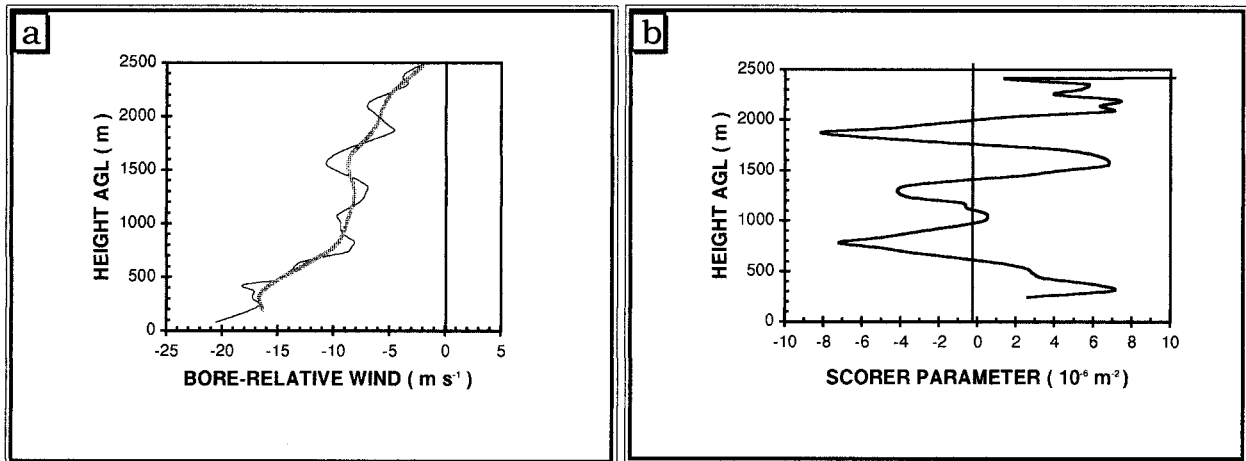 a
2500
2000
1500
1000
500
0
HEIGHT AGL ( m )
-25 -20 -15 -10 -5 0 5
BORE-RELATIVE WIND ( m s⁻¹ )
b
2500
2000
1500
1000
500
0
HEIGHT AGL ( m )
-10 -8 -6 -4 -2 0 2 4 6 8 10
SCORER PARAMETER ( 10⁻⁶ m⁻² )